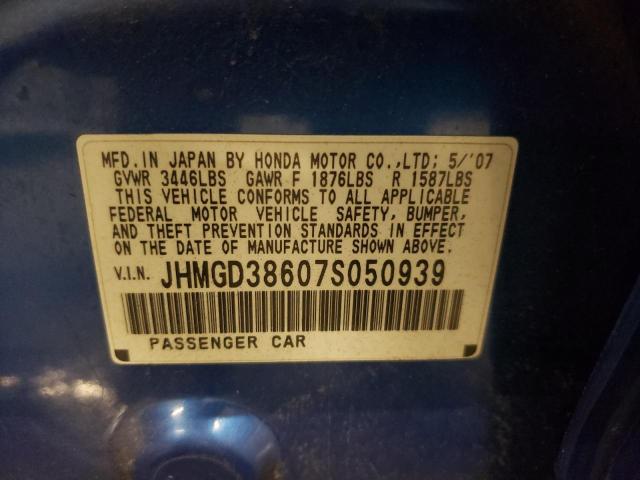 MFD. IN JAPAN BY HONDA MOTOR CO.,LTD; 5/'07
GVWR 3446LBS GAWR F 1876LBS R 1587LBS
THIS VEHICLE CONFORMS TO ALL APPLICABLE
FEDERAL MOTOR VEHICLE SAFETY, BUMPER,
AND THEFT PREVENTION STANDARDS IN EFFECT
ON THE DATE OF MANUFACTURE SHOWN ABOVE.
V.I.N. JHMGD38607S050939
PASSENGER CAR